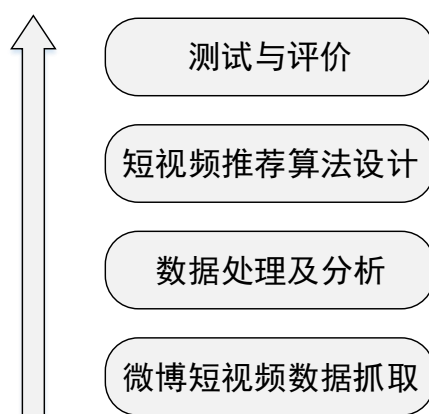 测试与评价
短视频推荐算法设计
数据处理及分析
微博短视频数据抓取